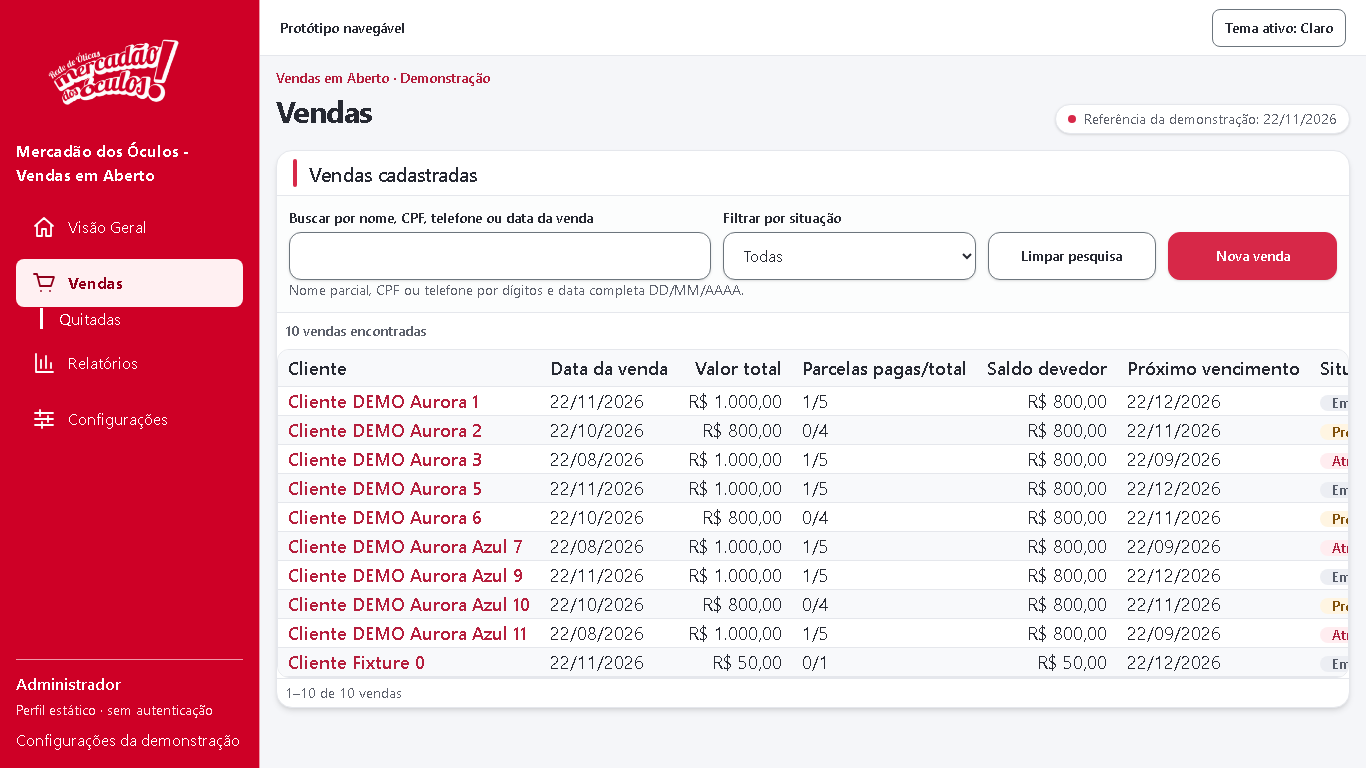 Rede de Óticas
mercadão
dos óculos!
Mercadão dos Óculos -
Vendas em Aberto
Visão Geral
Vendas
Quitadas
Relatórios
Configurações
Administrador
Perfil estático · sem autenticação
Configurações da demonstração
Protótipo navegável
Tema ativo: Claro
Vendas em Aberto · Demonstração
Vendas
Referência da demonstração: 22/11/2026
Vendas cadastradas
Buscar por nome, CPF, telefone ou data da venda
Filtrar por situação
Todas
Limpar pesquisa
Nova venda
Nome parcial, CPF ou telefone por dígitos e data completa DD/MM/AAAA.
10 vendas encontradas
Cliente Data da venda Valor total Parcelas pagas/total Saldo devedor Próximo vencimento Situ
Cliente DEMO Aurora 1 22/11/2026 R$ 1.000,00 1/5 R$ 800,00 22/12/2026 Em
Cliente DEMO Aurora 2 22/10/2026 R$ 800,00 0/4 R$ 800,00 22/11/2026 Pró
Cliente DEMO Aurora 3 22/08/2026 R$ 1.000,00 1/5 R$ 800,00 22/09/2026 Atr
Cliente DEMO Aurora 5 22/11/2026 R$ 1.000,00 1/5 R$ 800,00 22/12/2026 Em
Cliente DEMO Aurora 6 22/10/2026 R$ 800,00 0/4 R$ 800,00 22/11/2026 Pró
Cliente DEMO Aurora Azul 7 22/08/2026 R$ 1.000,00 1/5 R$ 800,00 22/09/2026 Atr
Cliente DEMO Aurora Azul 9 22/11/2026 R$ 1.000,00 1/5 R$ 800,00 22/12/2026 Em
Cliente DEMO Aurora Azul 10 22/10/2026 R$ 800,00 0/4 R$ 800,00 22/11/2026 Pró
Cliente DEMO Aurora Azul 11 22/08/2026 R$ 1.000,00 1/5 R$ 800,00 22/09/2026 Atr
Cliente Fixture 0 22/11/2026 R$ 50,00 0/1 R$ 50,00 22/12/2026 Em
1–10 de 10 vendas